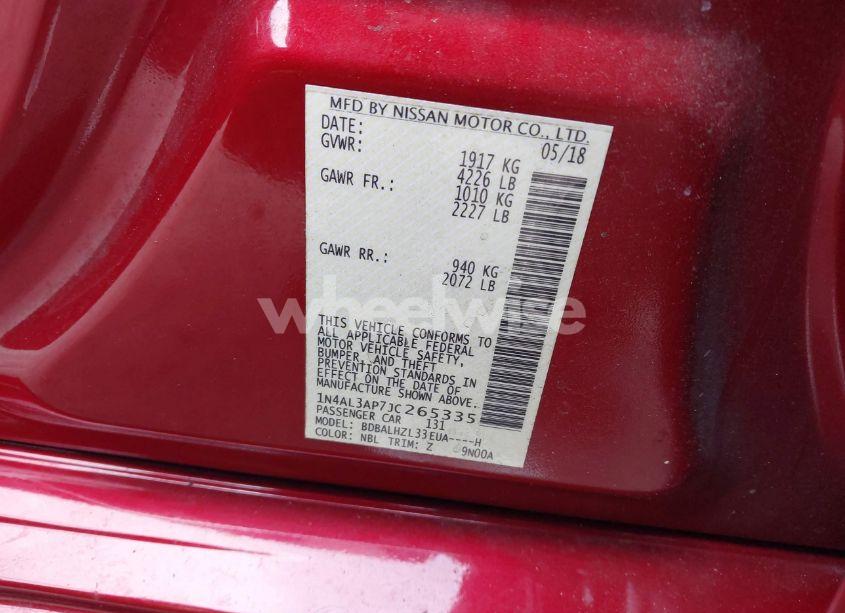 MFD BY NISSAN MOTOR CO., LTD.
DATE: 05/18
GVWR: 1917 KG
4226 LB
GAWR FR.: 1010 KG
2227 LB
GAWR RR.: 940 KG
2072 LB
wheelwise
THIS VEHICLE CONFORMS TO
ALL APPLICABLE FEDERAL
MOTOR VEHICLE SAFETY,
BUMPER, AND THEFT
PREVENTION STANDARDS IN
EFFECT ON THE DATE OF
MANUFACTURE SHOWN ABOVE.
1N4AL3AP7JC265335
PASSENGER CAR 131
MODEL: BDBALHZL33EUA----H
COLOR: NBL TRIM: Z 9N00A